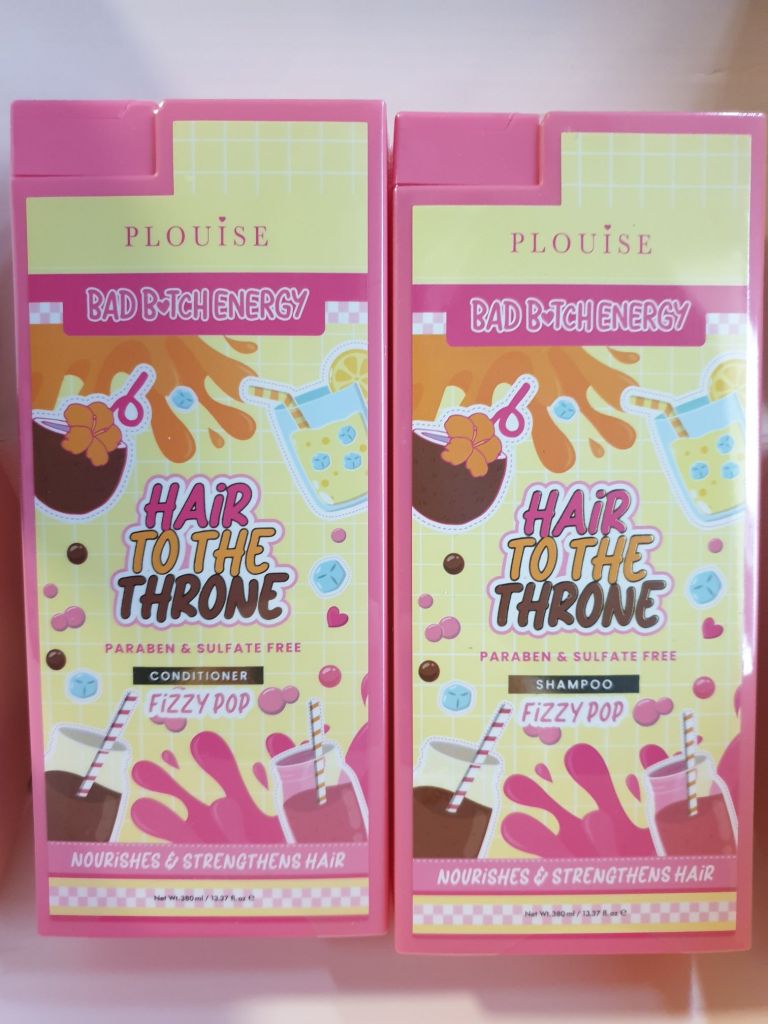 PLOUISE
BAD B♥TCH ENERGY
HAIR
TO THE
THRONE
PARABEN & SULFATE FREE
CONDITIONER
FIZZY POP
NOURISHES & STRENGTHENS HAIR
Net Wt. 380 ml / 13.37 fl. oz ℮
PLOUISE
BAD B♥TCH ENERGY
HAIR
TO THE
THRONE
PARABEN & SULFATE FREE
SHAMPOO
FIZZY POP
NOURISHES & STRENGTHENS HAIR
Net Wt. 380 ml / 13.37 fl. oz ℮